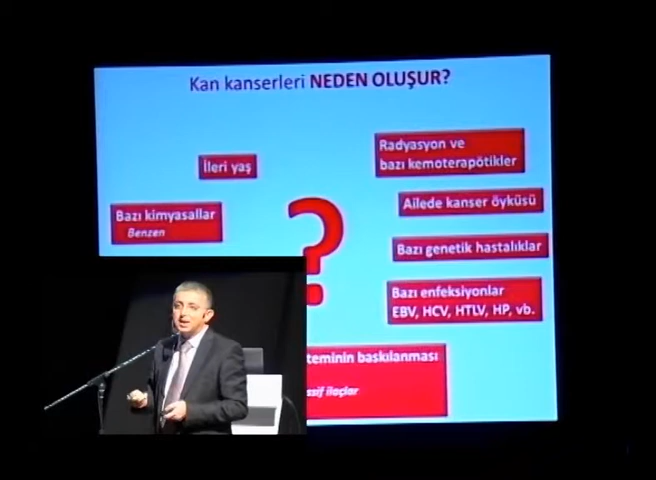 Kan kanserleri NEDEN OLUŞUR?
İleri yaş
Radyasyon ve
bazı kemoterapötikler
Bazı kimyasallar
Benzen
Ailede kanser öyküsü
?
Bazı genetik hastalıklar
Bazı enfeksiyonlar
EBV, HCV, HTLV, HP, vb.
teminin baskılanması
ssif ilaçlar